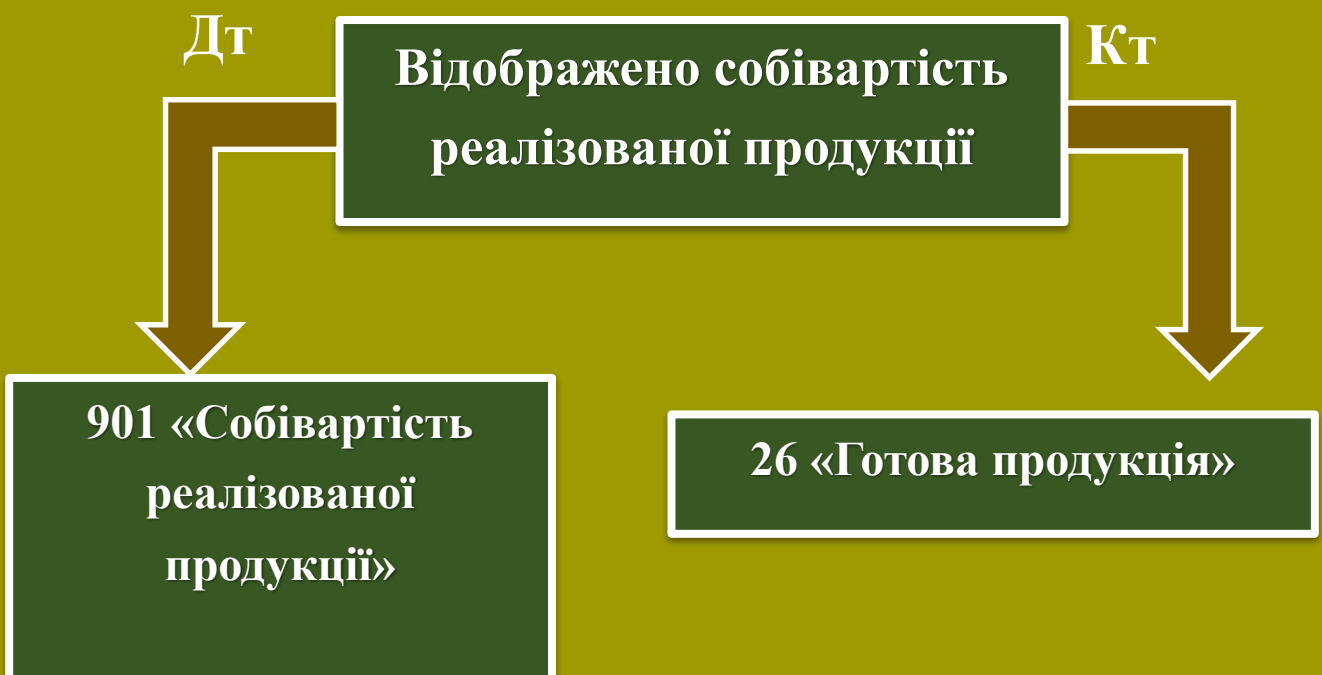 Дт
Відображено собівартість
реалізованої продукції
Кт
901 «Собівартість
реалізованої
продукції»
26 «Готова продукція»